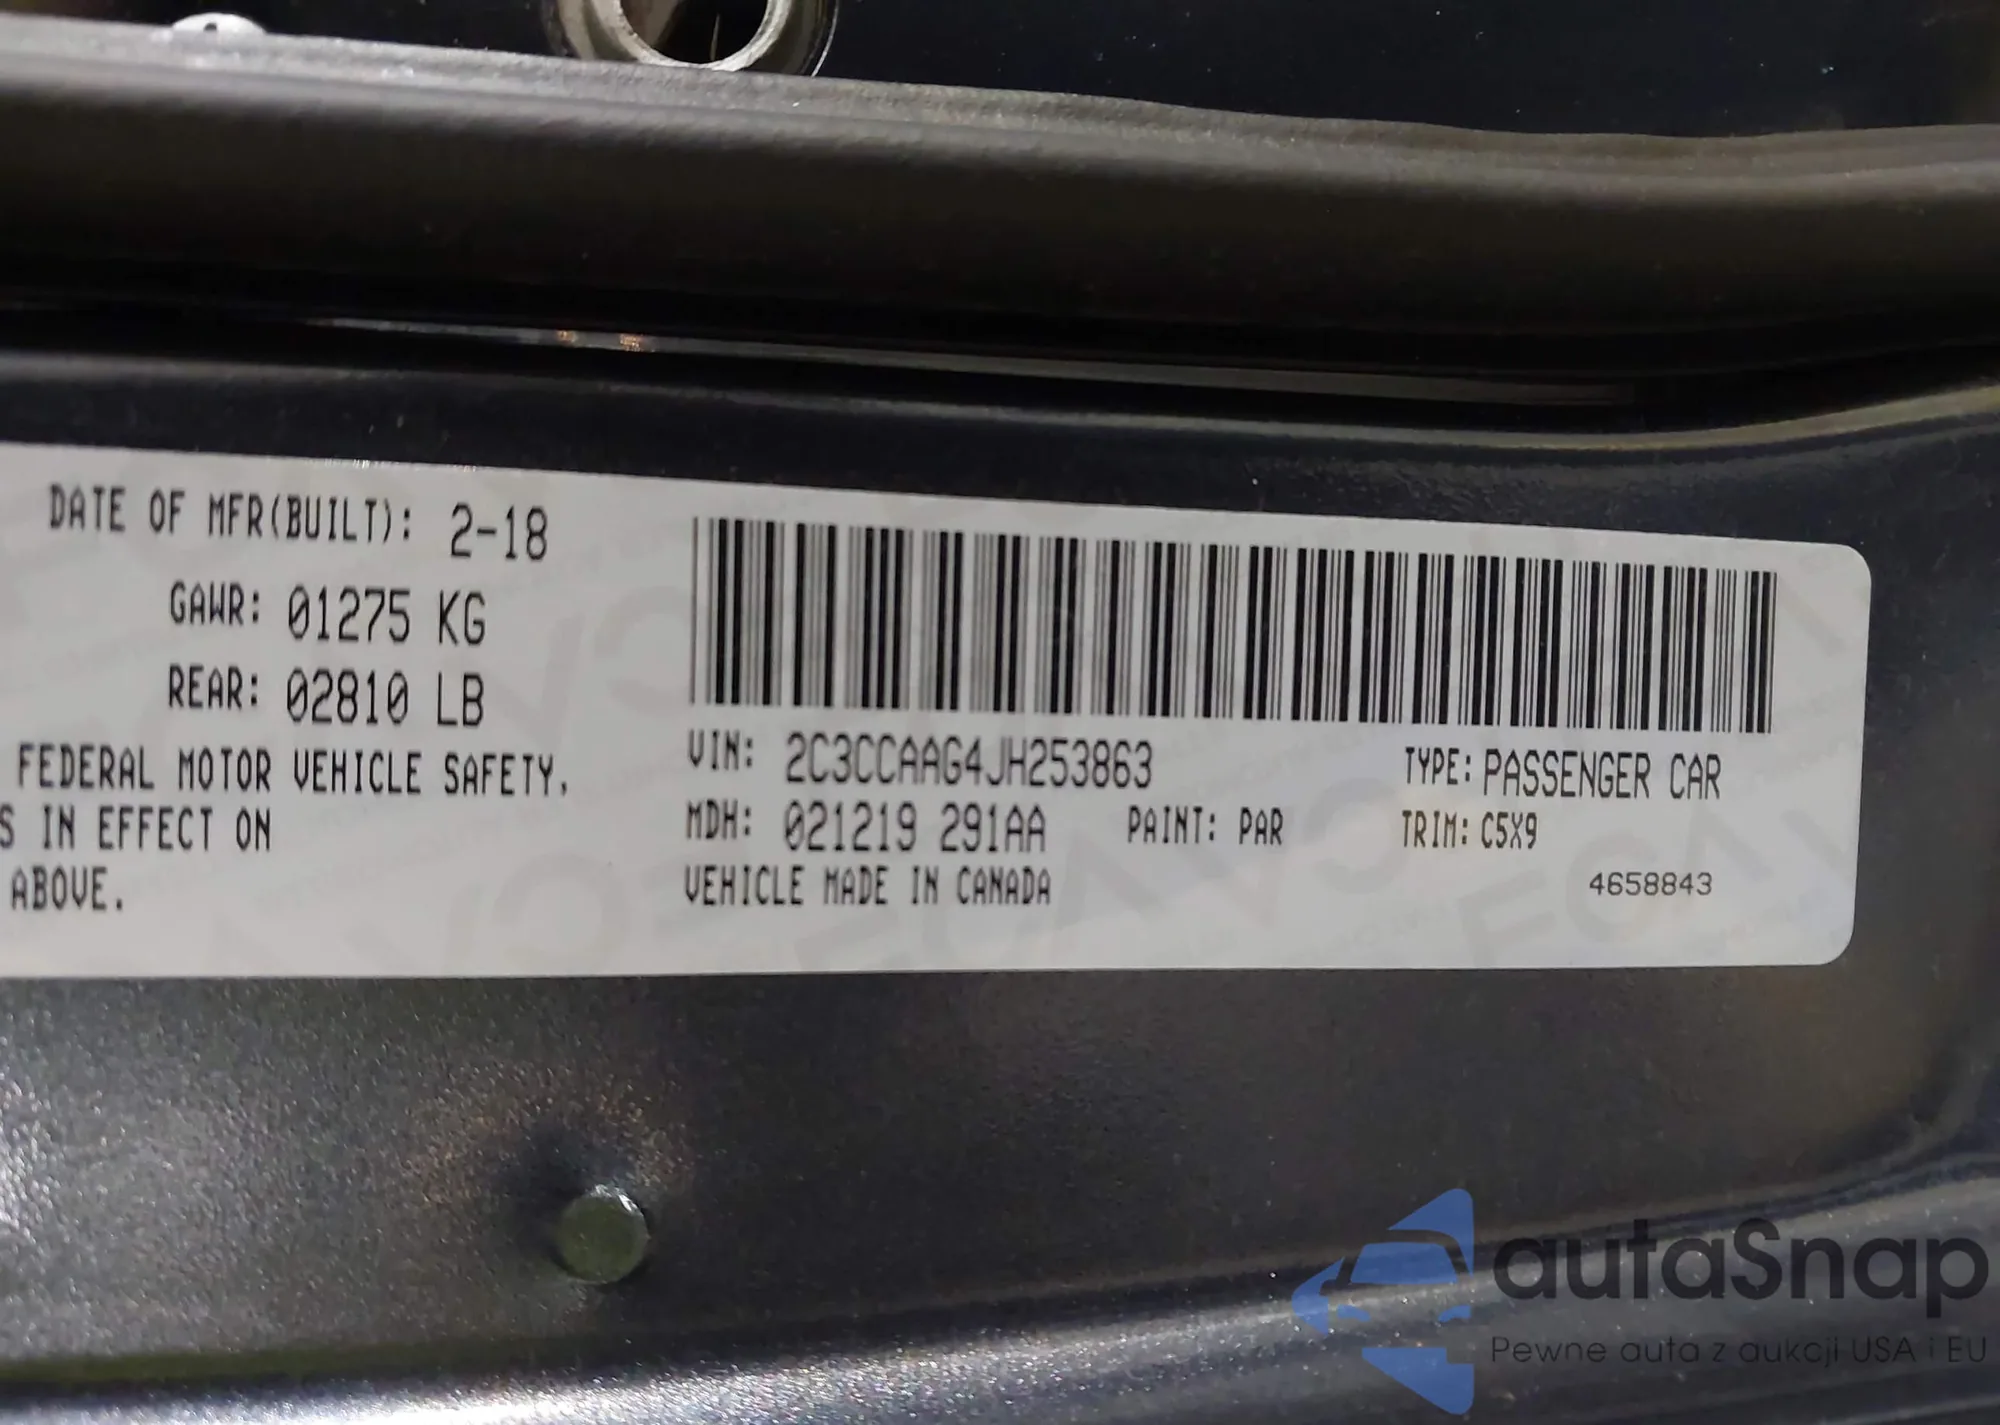 DATE OF MFR(BUILT): 2-18
GAWR: 01275 KG
REAR: 02810 LB
FEDERAL MOTOR VEHICLE SAFETY,
S IN EFFECT ON
ABOVE.
VIN: 2C3CCAAG4JH253863 TYPE: PASSENGER CAR
MDH: 021219 291AA PAINT: PAR TRIM: C5X9
VEHICLE MADE IN CANADA
4658843
autaSnap
Pewne auta z aukcji USA i EU